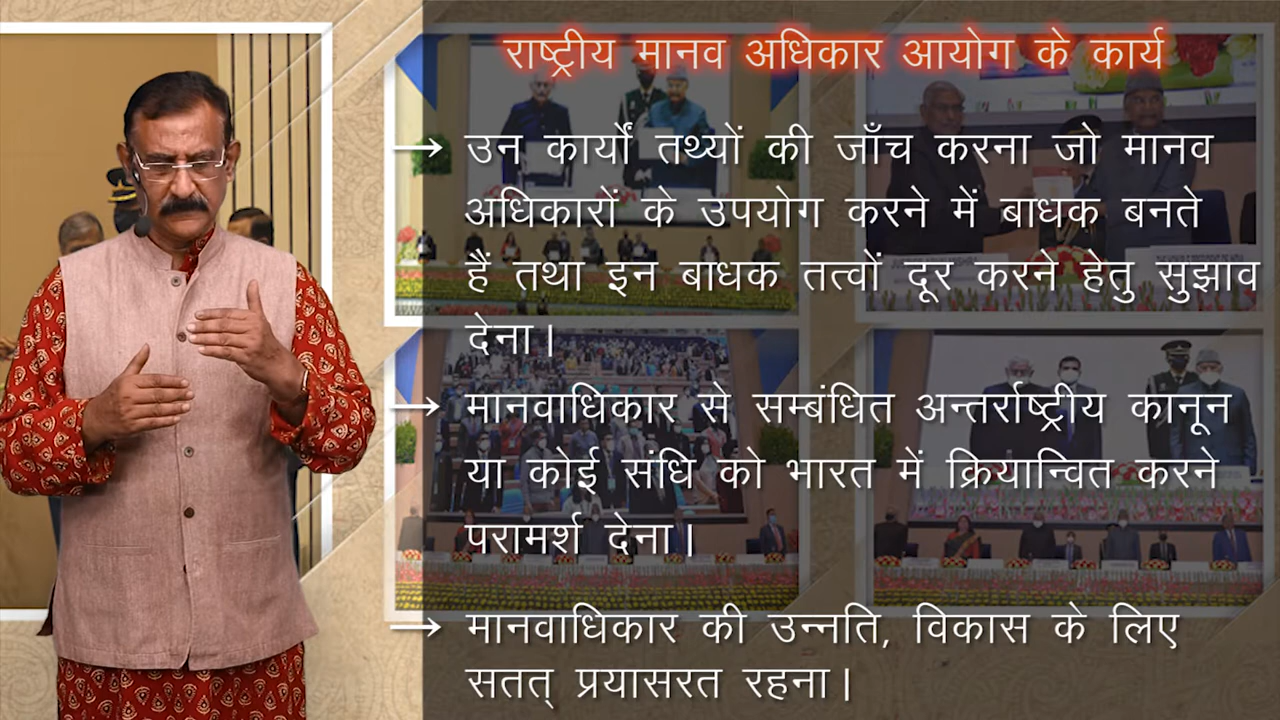 राष्ट्रीय मानव अधिकार आयोग के कार्य
→ उन कार्यों तथ्यों की जाँच करना जो मानव
अधिकारों के उपयोग करने में बाधक बनते
हैं तथा इन बाधक तत्वों दूर करने हेतु सुझाव
देना।
→ मानवाधिकार से सम्बंधित अन्तर्राष्ट्रीय कानून
या कोई संधि को भारत में क्रियान्वित करने
परामर्श देना।
→ मानवाधिकार की उन्नति, विकास के लिए
सतत् प्रयासरत रहना।